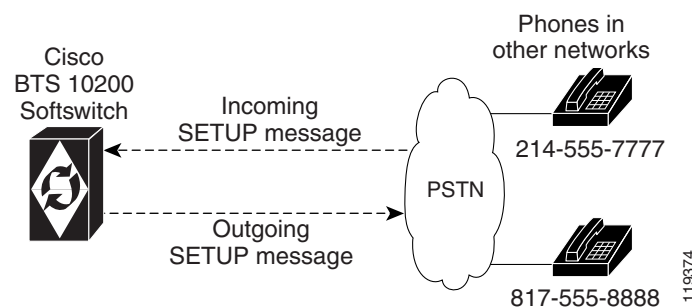 Cisco
BTS 10200
Softswitch
Incoming
SETUP message
Outgoing
SETUP message
PSTN
Phones in
other networks
214-555-7777
817-555-8888
119374